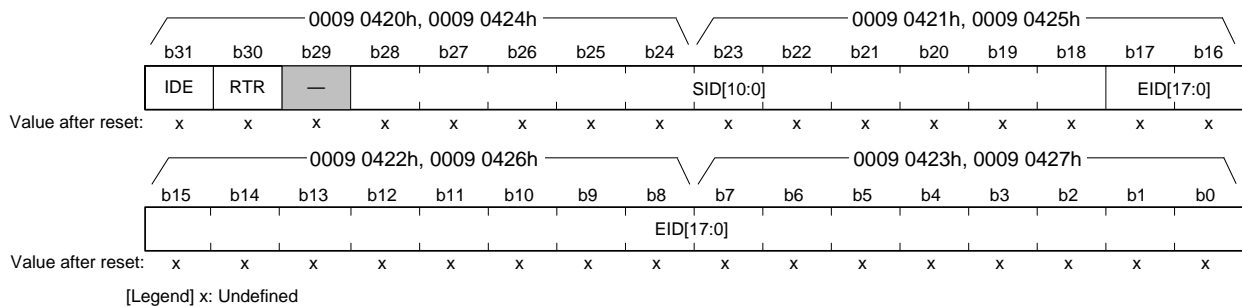 0009 0420h, 0009 0424h 0009 0421h, 0009 0425h
b31 b30 b29 b28 b27 b26 b25 b24 b23 b22 b21 b20 b19 b18 b17 b16
IDE RTR — SID[10:0] EID[17:0]
Value after reset: x x x x x x x x x x x x x x x x
0009 0422h, 0009 0426h 0009 0423h, 0009 0427h
b15 b14 b13 b12 b11 b10 b9 b8 b7 b6 b5 b4 b3 b2 b1 b0
EID[17:0]
Value after reset: x x x x x x x x x x x x x x x x
[Legend] x: Undefined